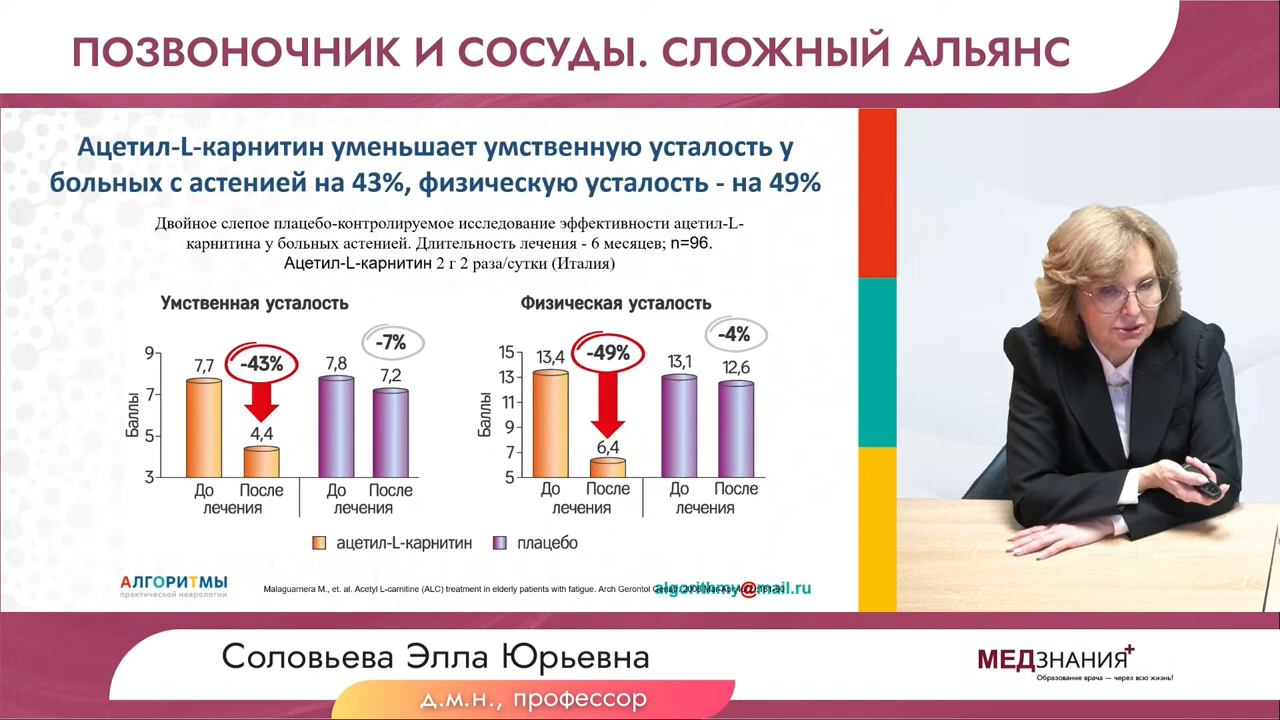 ПОЗВОНОЧНИК И СОСУДЫ. СЛОЖНЫЙ АЛЬЯНС
Ацетил-L-карнитин уменьшает умственную усталость у
больных с астенией на 43%, физическую усталость - на 49%
Двойное слепое плацебо-контролируемое исследование эффективности ацетил-L-
карнитина у больных астенией. Длительность лечения - 6 месяцев; n=96.
Ацетил-L-карнитин 2 г 2 раза/сутки (Италия)
Умственная усталость
Баллы
9
7
5
3
7,7
-43%
4,4
7,8
-7%
7,2
До После До После
лечения лечения
Физическая усталость
Баллы
15
13
11
9
7
5
13,4
-49%
6,4
13,1
-4%
12,6
До После До После
лечения лечения
ацетил-L-карнитин плацебо
АЛГОРИТМЫ
практической неврологии
Malaguarnera M., et. al. Acetyl L-carnitine (ALC) treatment in elderly patients with fatigue. Arch Gerontol
algorithmy@mail.ru
Соловьева Элла Юрьевна
д.м.н., профессор
МЕДЗНАНИЯ+
Образование врача — через всю жизнь!